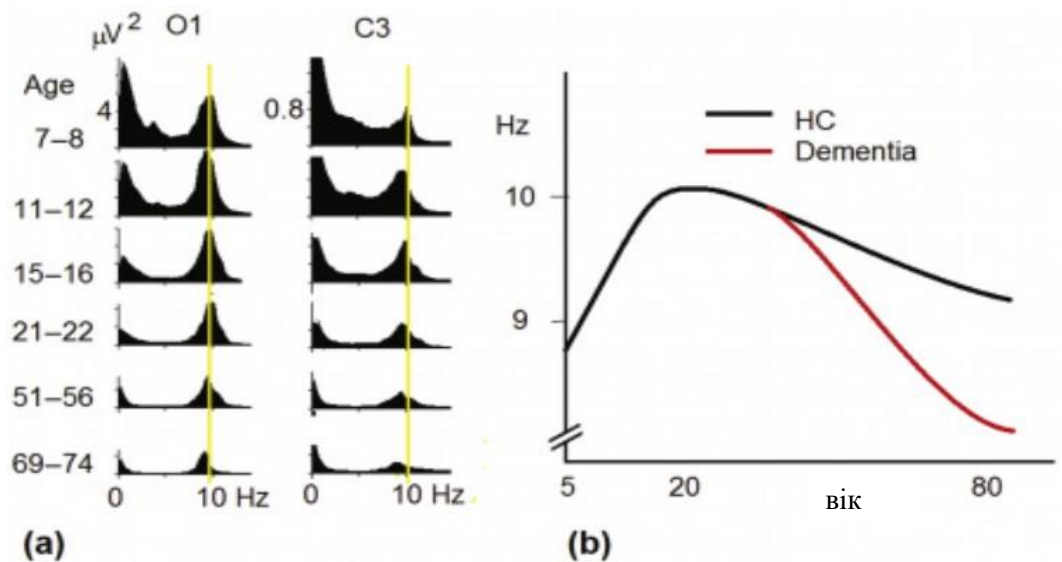 μV² O1 C3
Age
4
7–8
0.8
11–12
15–16
21–22
51–56
69–74
0 10 Hz 0 10 Hz
(a)
Hz
HC
Dementia
10
9
5 20 вік 80
(b)